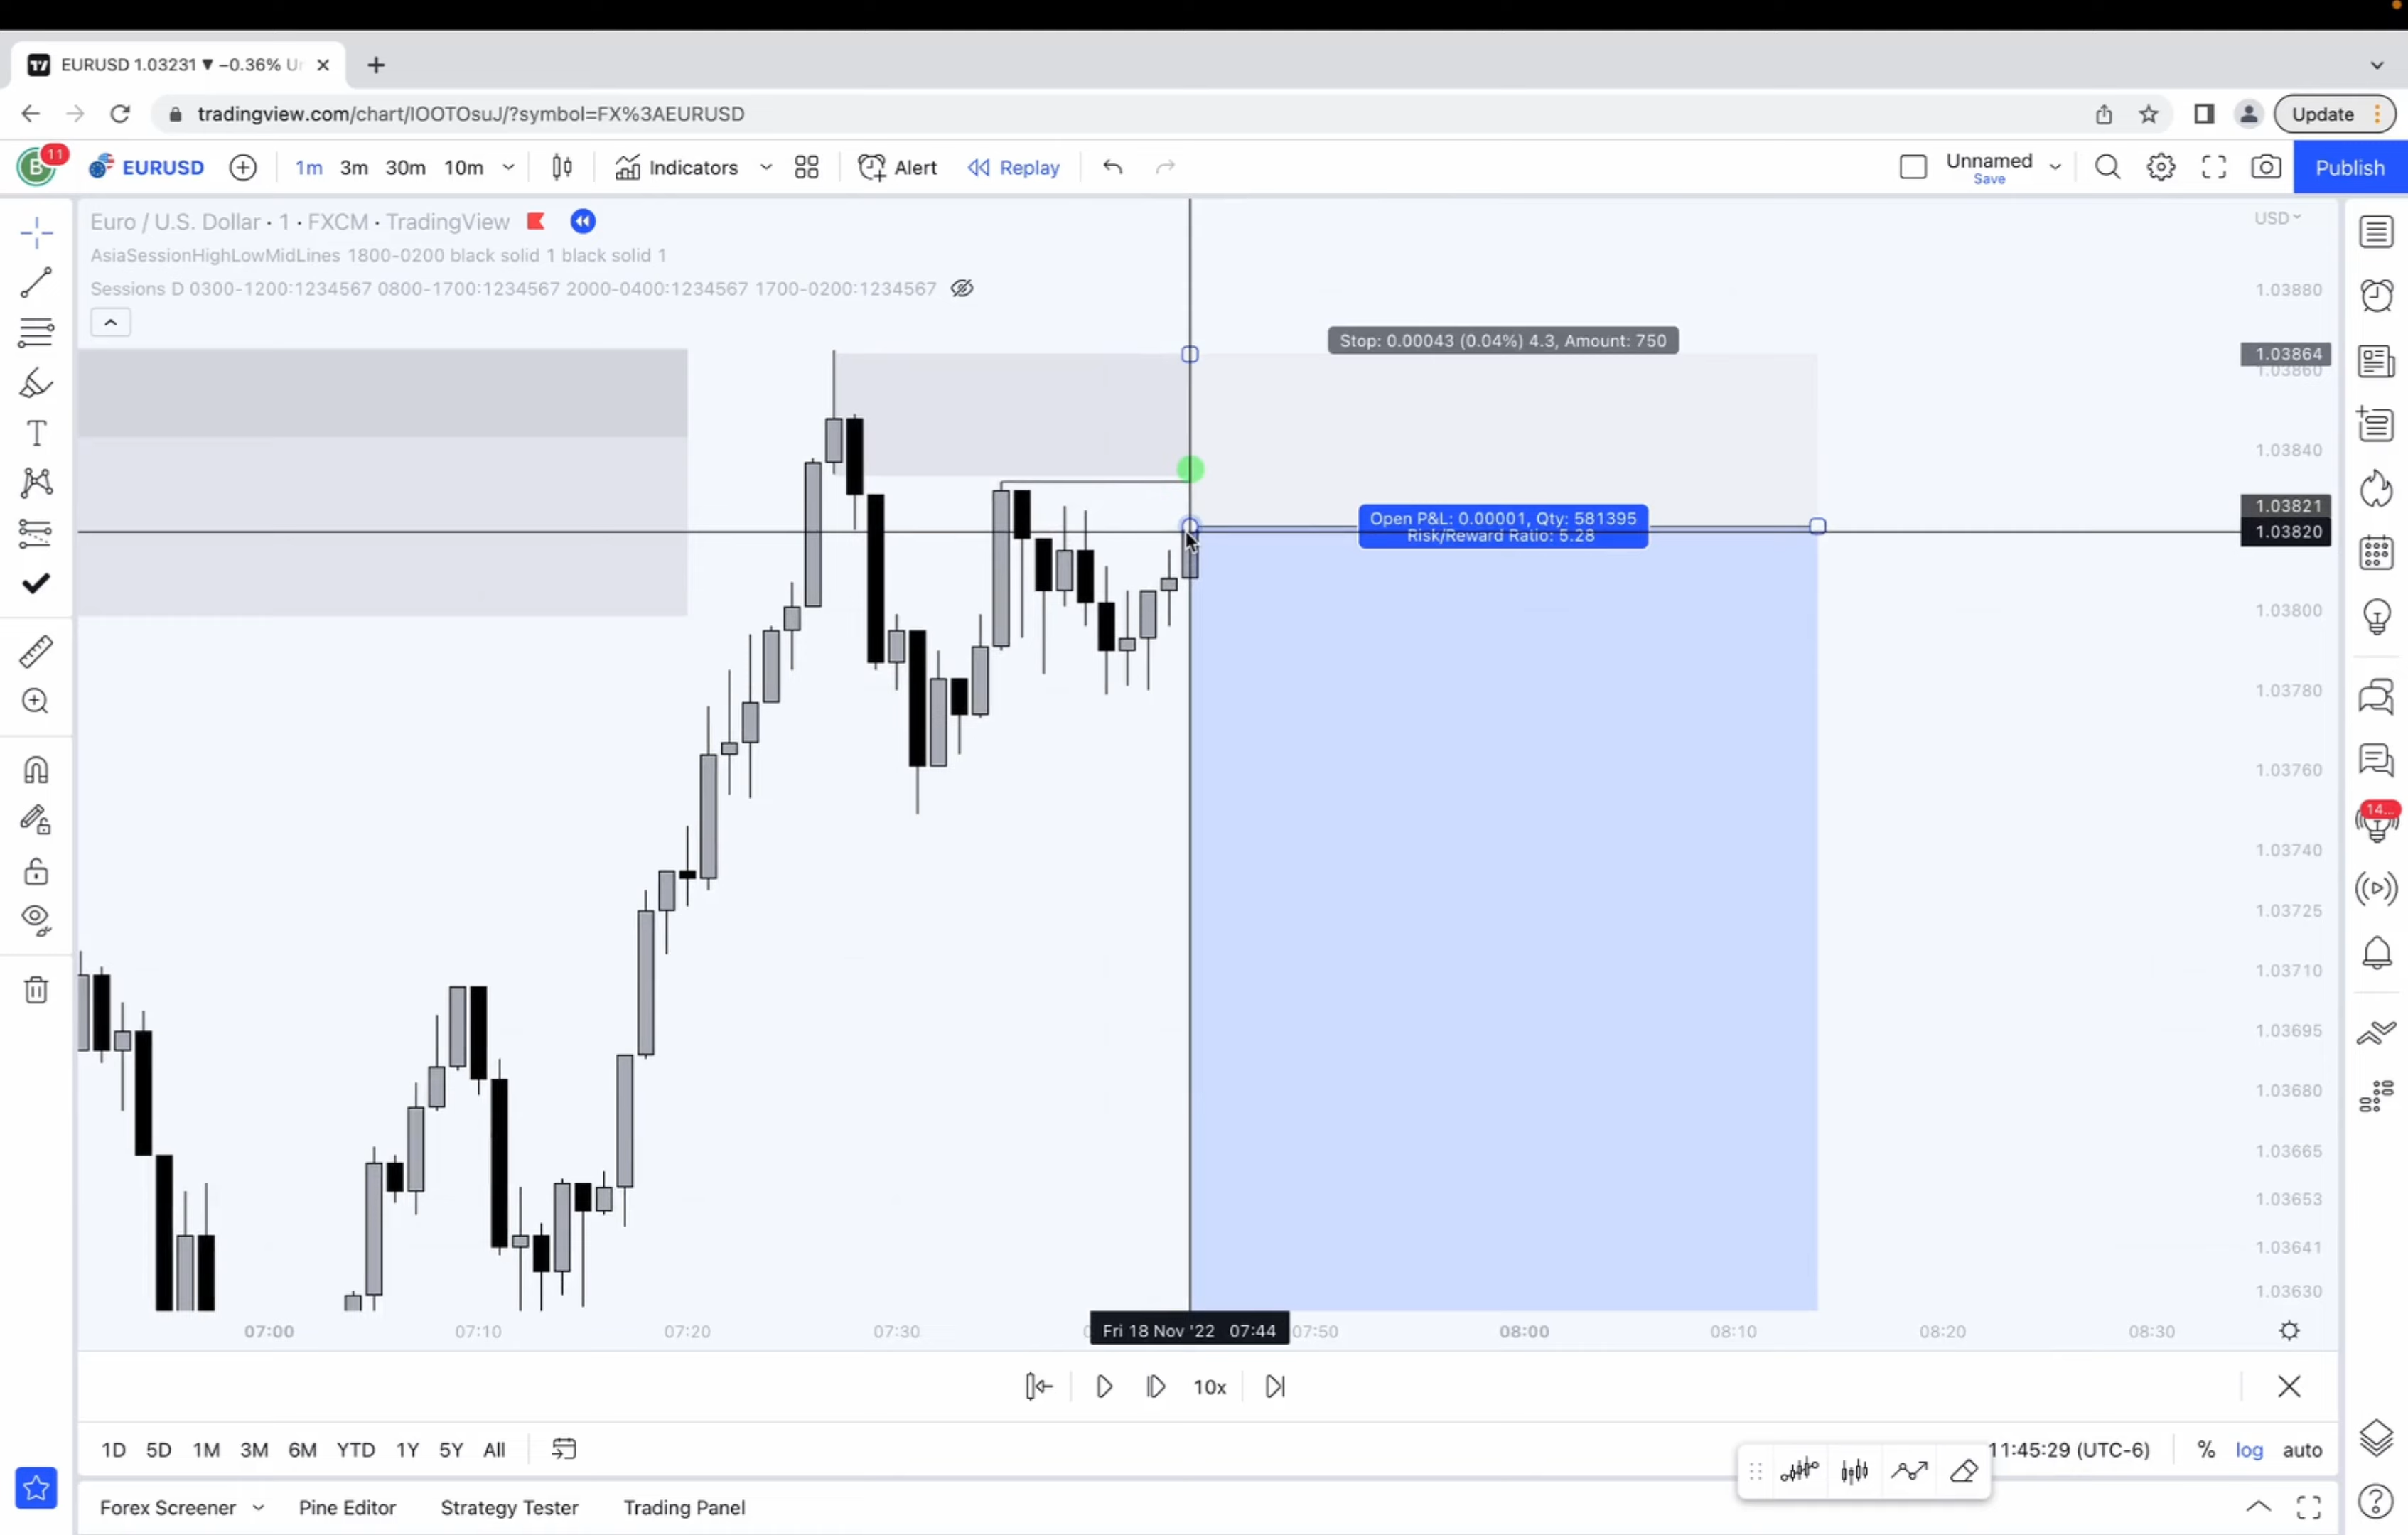 EURUSD 1.03231 ▼ −0.36% Un
tradingview.com/chart/IOOTOsuJ/?symbol=FX%3AEURUSD
Update
B
11
EURUSD
1m 3m 30m 10m
Indicators
Alert
Replay
Unnamed
Save
Publish
Euro / U.S. Dollar · 1 · FXCM · TradingView
AsiaSessionHighLowMidLines 1800-0200 black solid 1 black solid 1
Sessions D 0300-1200:1234567 0800-1700:1234567 2000-0400:1234567 1700-0200:1234567
USD
1.03880
Stop: 0.00043 (0.04%) 4.3, Amount: 750
1.03864
1.03860
1.03840
1.03821
Open P&L: 0.00001, Qty: 581395
Risk/Reward Ratio: 5.28
1.03820
1.03800
1.03780
1.03760
14...
1.03740
1.03725
1.03710
1.03695
1.03680
1.03665
1.03653
1.03641
1.03630
07:00 07:10 07:20 07:30 Fri 18 Nov '22 07:44 07:50 08:00 08:10 08:20 08:30
10x
1D 5D 1M 3M 6M YTD 1Y 5Y All
11:45:29 (UTC-6) % log auto
Forex Screener Pine Editor Strategy Tester Trading Panel